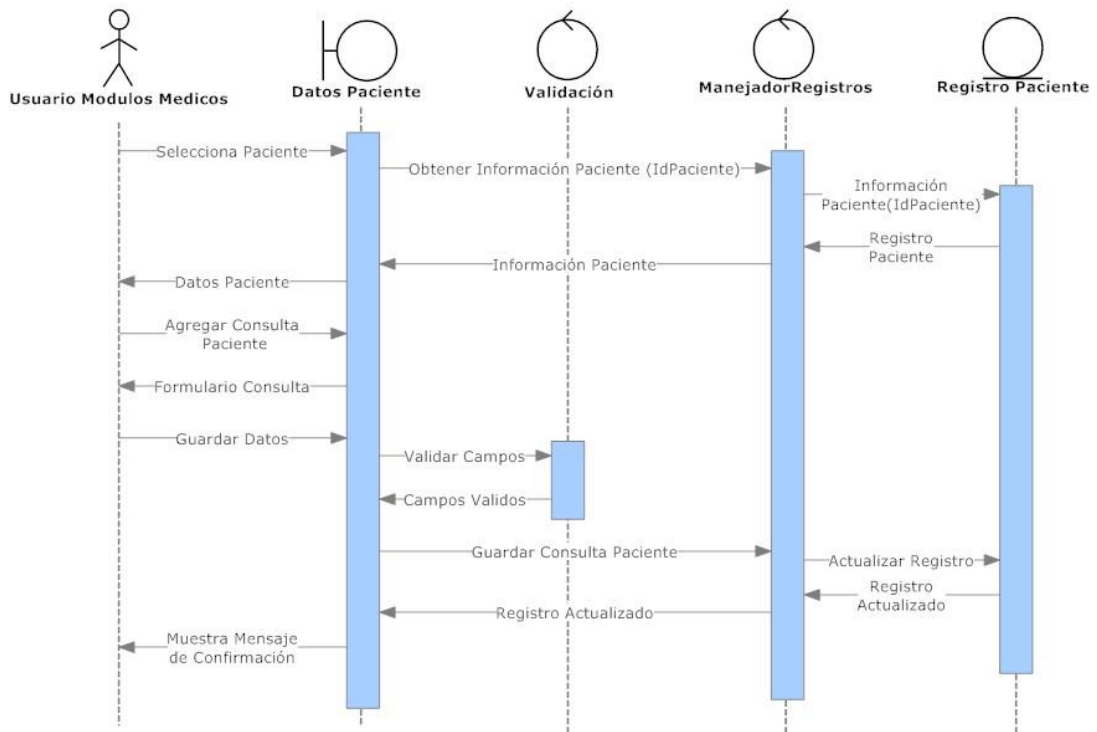 Usuario Modulos Medicos
Datos Paciente
Validación
ManejadorRegistros
Registro Paciente
Selecciona Paciente
Obtener Información Paciente (IdPaciente)
Información
Paciente(IdPaciente)
Registro
Paciente
Información Paciente
Datos Paciente
Agregar Consulta
Paciente
Formulario Consulta
Guardar Datos
Validar Campos
Campos Validos
Guardar Consulta Paciente
Actualizar Registro
Registro
Actualizado
Registro Actualizado
Muestra Mensaje
de Confirmación